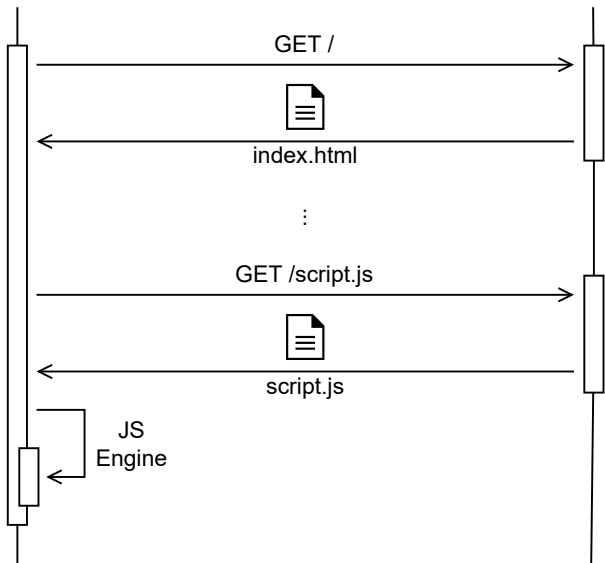 GET /
index.html
⋮
GET /script.js
script.js
JS
Engine